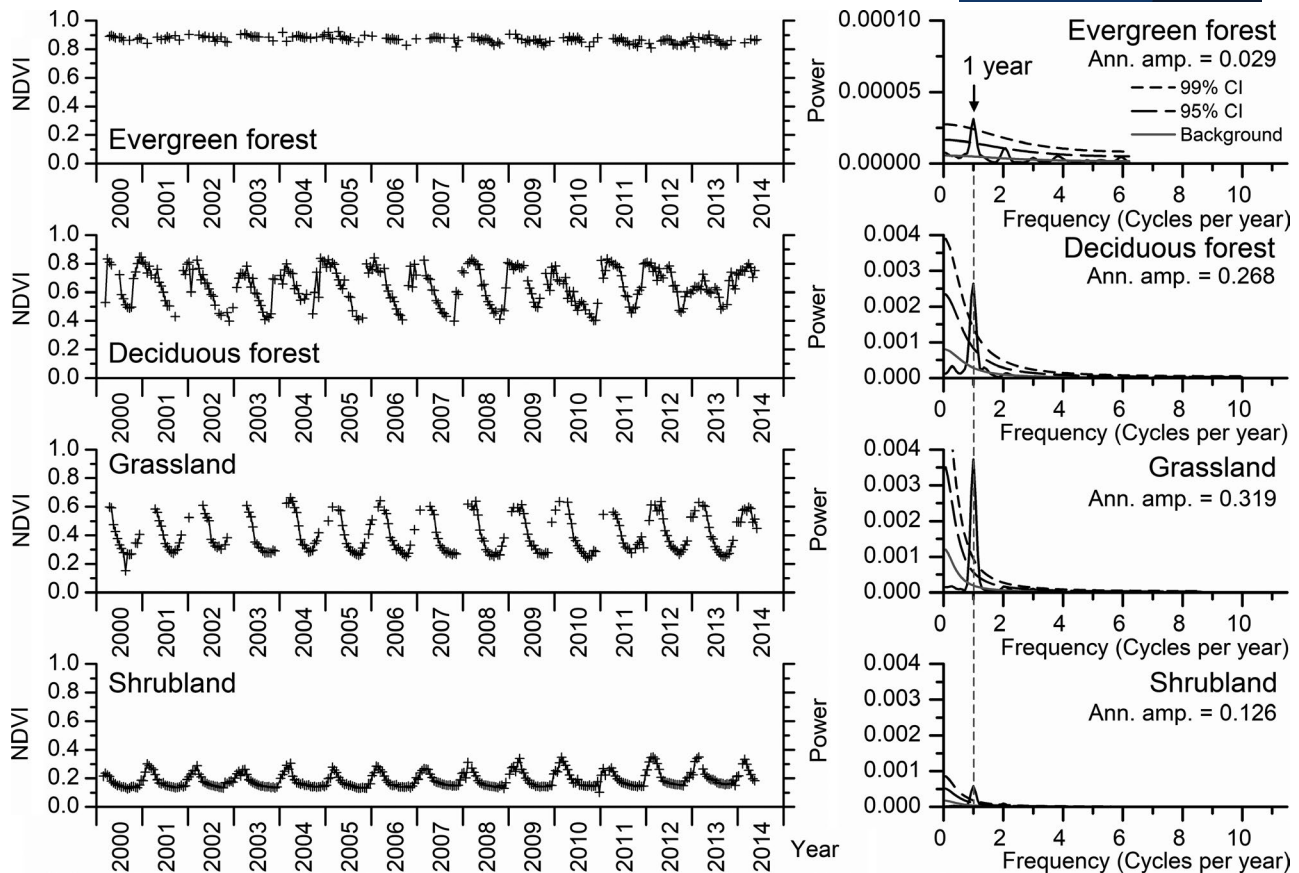 NDVI
1.0
0.8
0.6
0.4
0.2
0.0
Evergreen forest
2000 2001 2002 2003 2004 2005 2006 2007 2008 2009 2010 2011 2012 2013 2014
Power
0.00010
0.00005
0.00000
Evergreen forest
Ann. amp. = 0.029
1 year
99% CI
95% CI
Background
0 2 4 6 8 10
Frequency (Cycles per year)
NDVI
1.0
0.8
0.6
0.4
0.2
0.0
Deciduous forest
2000 2001 2002 2003 2004 2005 2006 2007 2008 2009 2010 2011 2012 2013 2014
Power
0.004
0.003
0.002
0.001
0.000
Deciduous forest
Ann. amp. = 0.268
0 2 4 6 8 10
Frequency (Cycles per year)
NDVI
1.0
0.8
0.6
0.4
0.2
0.0
Grassland
2000 2001 2002 2003 2004 2005 2006 2007 2008 2009 2010 2011 2012 2013 2014
Power
0.004
0.003
0.002
0.001
0.000
Grassland
Ann. amp. = 0.319
0 2 4 6 8 10
Frequency (Cycles per year)
NDVI
1.0
0.8
0.6
0.4
0.2
0.0
Shrubland
2000 2001 2002 2003 2004 2005 2006 2007 2008 2009 2010 2011 2012 2013 2014
Year
Power
0.004
0.003
0.002
0.001
0.000
Shrubland
Ann. amp. = 0.126
0 2 4 6 8 10
Frequency (Cycles per year)